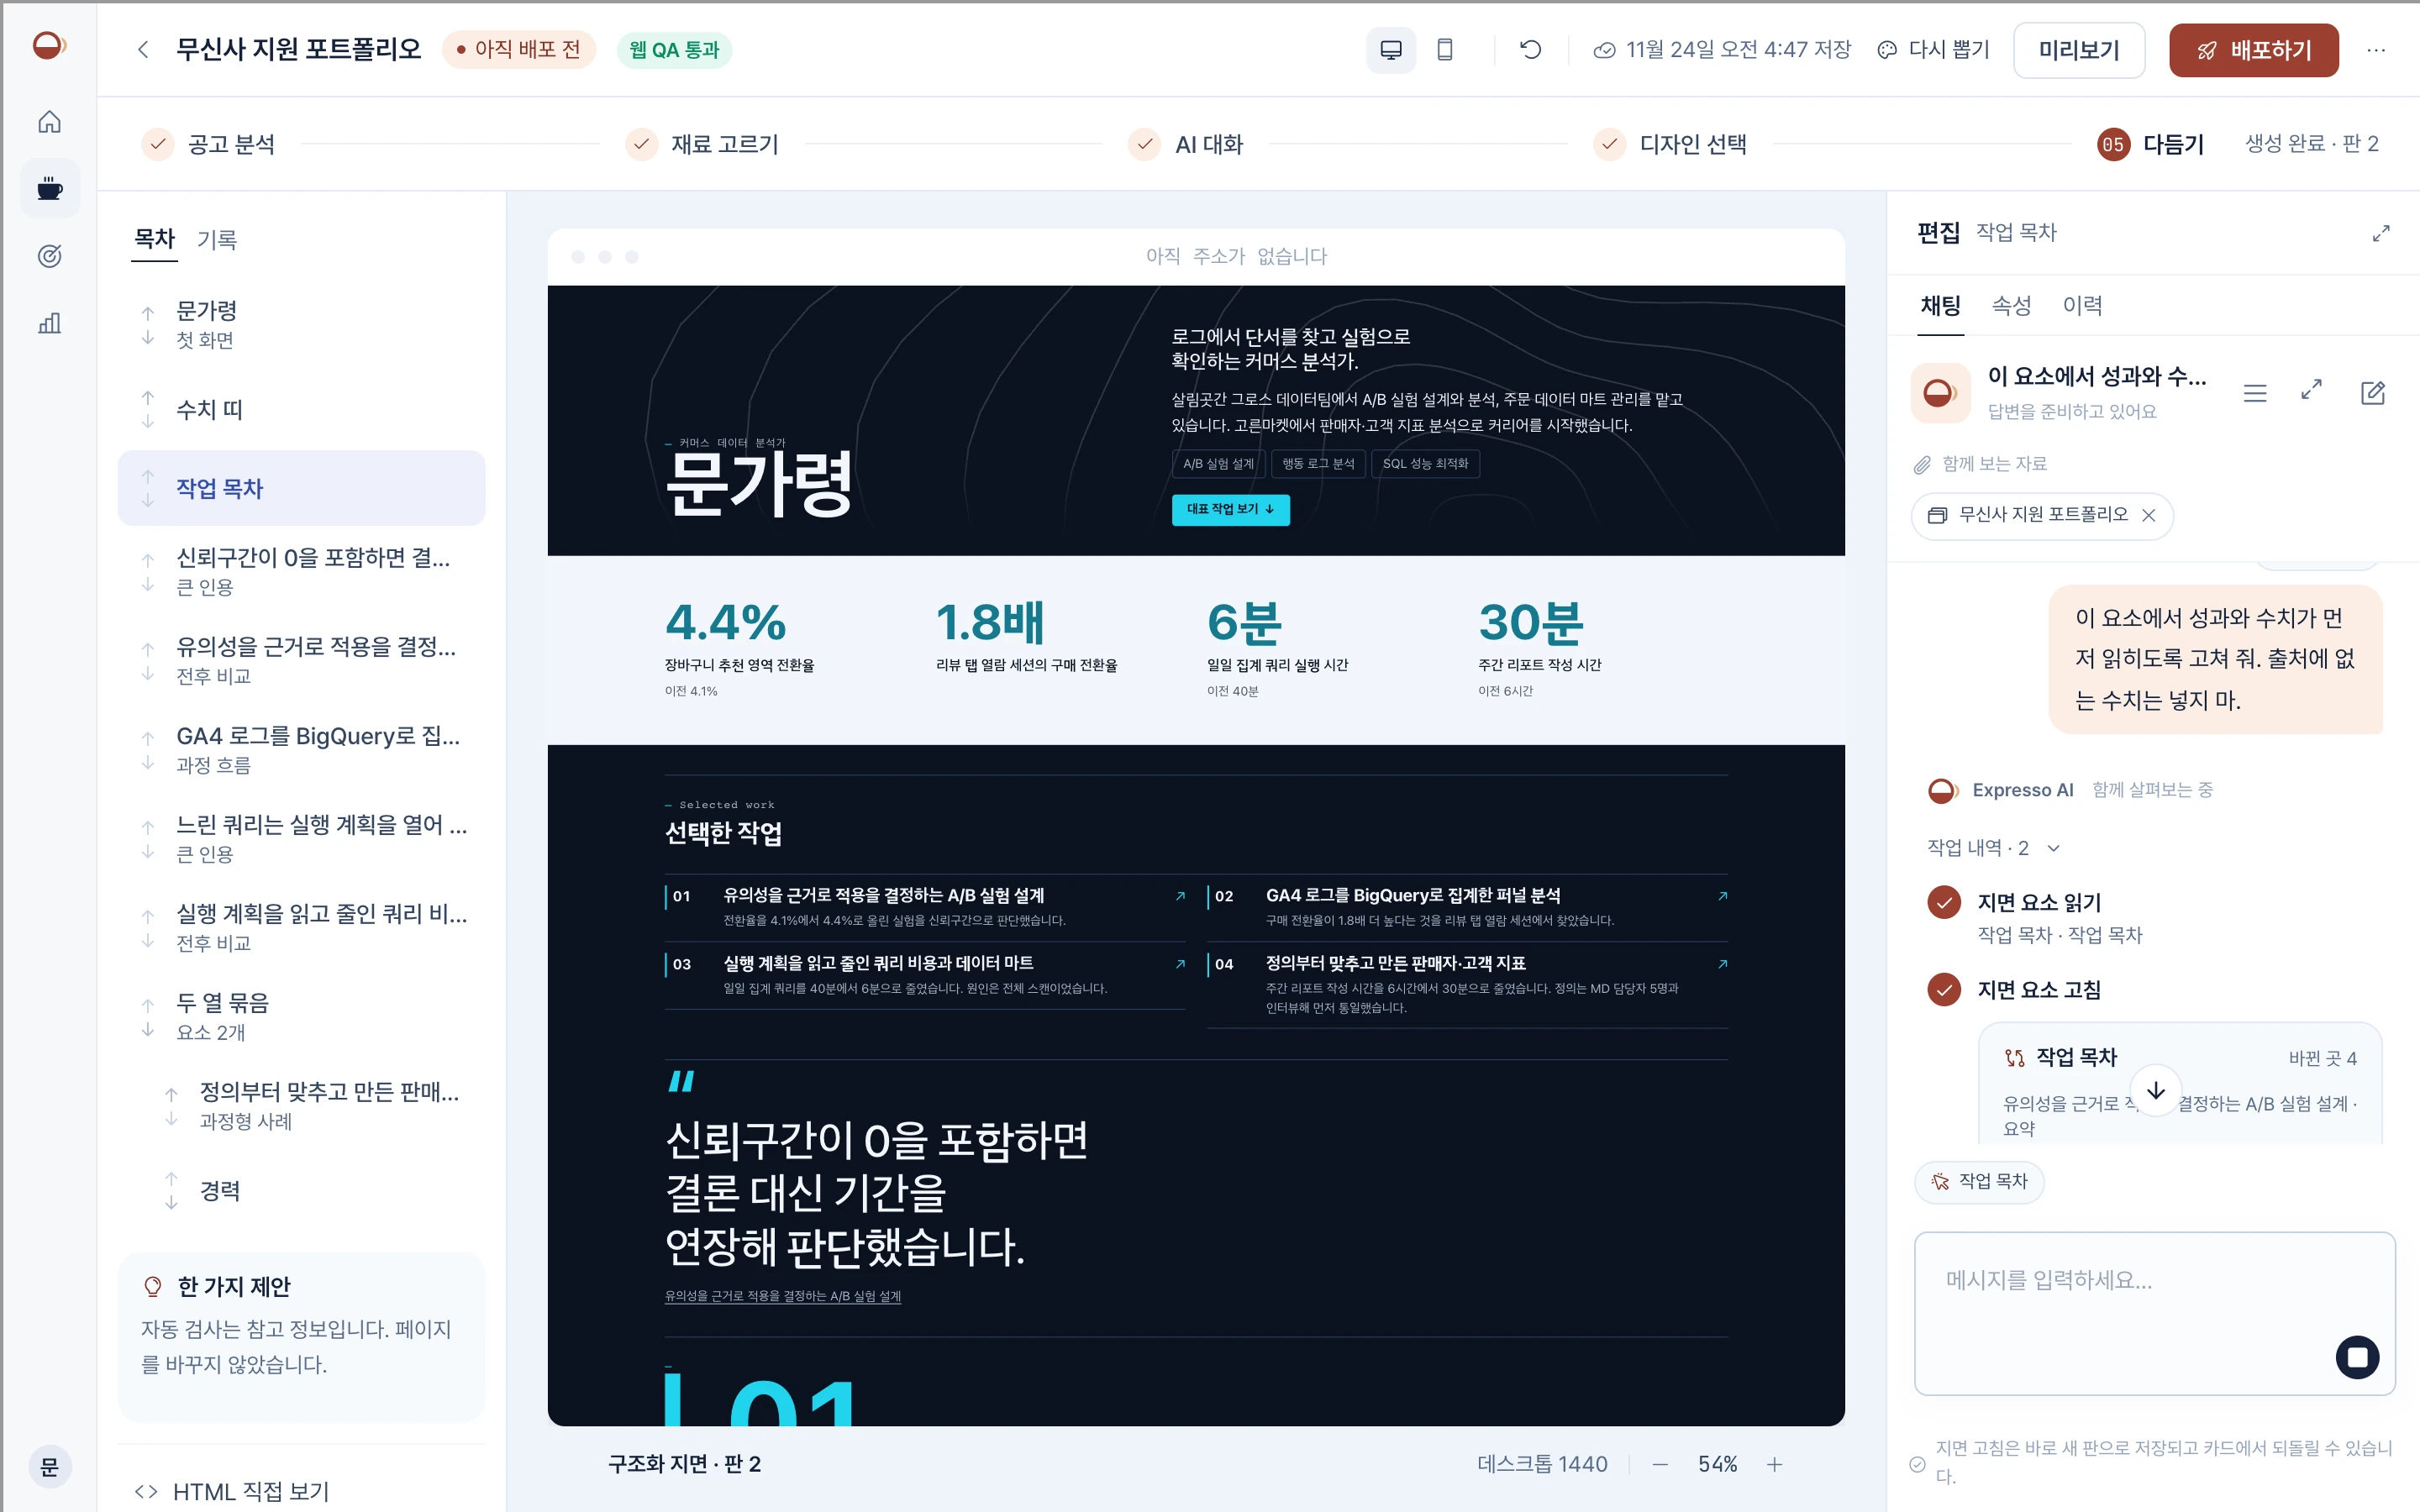 무신사 지원 포트폴리오
아직 배포 전
웹 QA 통과
11월 24일 오전 4:47 저장
다시 뽑기
미리보기
배포하기
공고 분석
재료 고르기
AI 대화
디자인 선택
05 다듬기
생성 완료 · 판 2
목차 기록
문가령
첫 화면
수치 띠
작업 목차
신뢰구간이 0을 포함하면 결...
큰 인용
유의성을 근거로 적용을 결정...
전후 비교
GA4 로그를 BigQuery로 집...
과정 흐름
느린 쿼리는 실행 계획을 열어 ...
큰 인용
실행 계획을 읽고 줄인 쿼리 비...
전후 비교
두 열 묶음
요소 2개
정의부터 맞추고 만든 판매...
과정형 사례
경력
한 가지 제안
자동 검사는 참고 정보입니다. 페이지
를 바꾸지 않았습니다.
HTML 직접 보기
문
아직 주소가 없습니다
커머스 데이터 분석가
문가령
로그에서 단서를 찾고 실험으로
확인하는 커머스 분석가.
살림곳간 그로스 데이터팀에서 A/B 실험 설계와 분석, 주문 데이터 마트 관리를 맡고
있습니다. 고른마켓에서 판매자·고객 지표 분석으로 커리어를 시작했습니다.
A/B 실험 설계
행동 로그 분석
SQL 성능 최적화
대표 작업 보기 ↓
4.4%
장바구니 추천 영역 전환율
이전 4.1%
1.8배
리뷰 탭 열람 세션의 구매 전환율
6분
일일 집계 쿼리 실행 시간
이전 40분
30분
주간 리포트 작성 시간
이전 6시간
Selected work
선택한 작업
01 유의성을 근거로 적용을 결정하는 A/B 실험 설계
전환율을 4.1%에서 4.4%로 올린 실험을 신뢰구간으로 판단했습니다.
02 GA4 로그를 BigQuery로 집계한 퍼널 분석
구매 전환율이 1.8배 더 높다는 것을 리뷰 탭 열람 세션에서 찾았습니다.
03 실행 계획을 읽고 줄인 쿼리 비용과 데이터 마트
일일 집계 쿼리를 40분에서 6분으로 줄였습니다. 원인은 전체 스캔이었습니다.
04 정의부터 맞추고 만든 판매자·고객 지표
주간 리포트 작성 시간을 6시간에서 30분으로 줄였습니다. 정의는 MD 담당자 5명과
인터뷰해 먼저 통일했습니다.
"
신뢰구간이 0을 포함하면
결론 대신 기간을
연장해 판단했습니다.
유의성을 근거로 적용을 결정하는 A/B 실험 설계
01
구조화 지면 · 판 2
데스크톱 1440
54%
편집 작업 목차
채팅 속성 이력
이 요소에서 성과와 수...
답변을 준비하고 있어요
함께 보는 자료
무신사 지원 포트폴리오
이 요소에서 성과와 수치가 먼
저 읽히도록 고쳐 줘. 출처에 없
는 수치는 넣지 마.
Expresso AI 함께 살펴보는 중
작업 내역 · 2
지면 요소 읽기
작업 목차 · 작업 목차
지면 요소 고침
작업 목차
바뀐 곳 4
유의성을 근거로 결정하는 A/B 실험 설계 ·
요약
작업 목차
메시지를 입력하세요...
지면 고침은 바로 새 판으로 저장되고 카드에서 되돌릴 수 있습니
다.